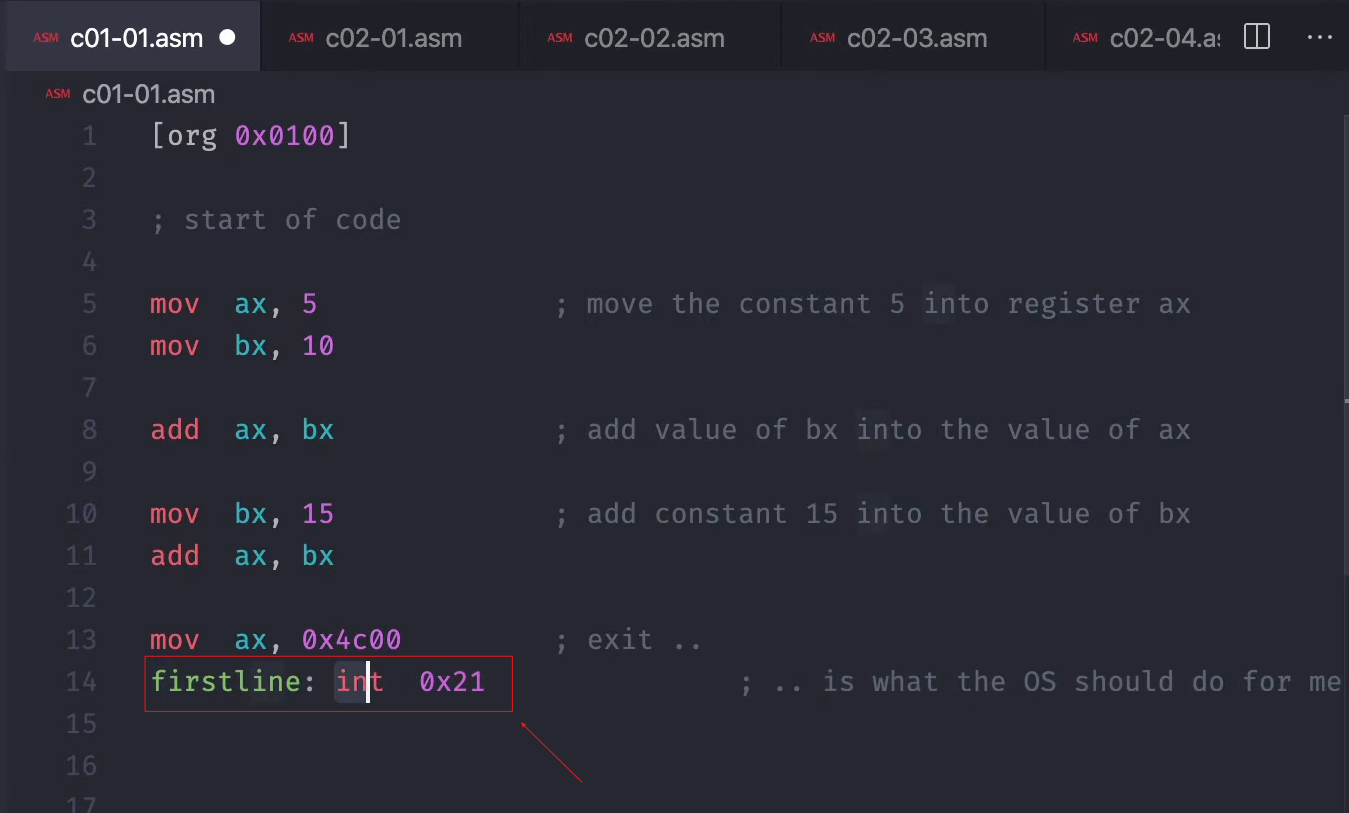 ASM c01-01.asm ASM c02-01.asm ASM c02-02.asm ASM c02-03.asm ASM c02-04.a
ASM c01-01.asm
1 [org 0x0100]
2
3 ; start of code
4
5 mov ax, 5 ; move the constant 5 into register ax
6 mov bx, 10
7
8 add ax, bx ; add value of bx into the value of ax
9
10 mov bx, 15 ; add constant 15 into the value of bx
11 add ax, bx
12
13 mov ax, 0x4c00 ; exit ..
14 firstline: int 0x21 ; .. is what the OS should do for me
15
16
17